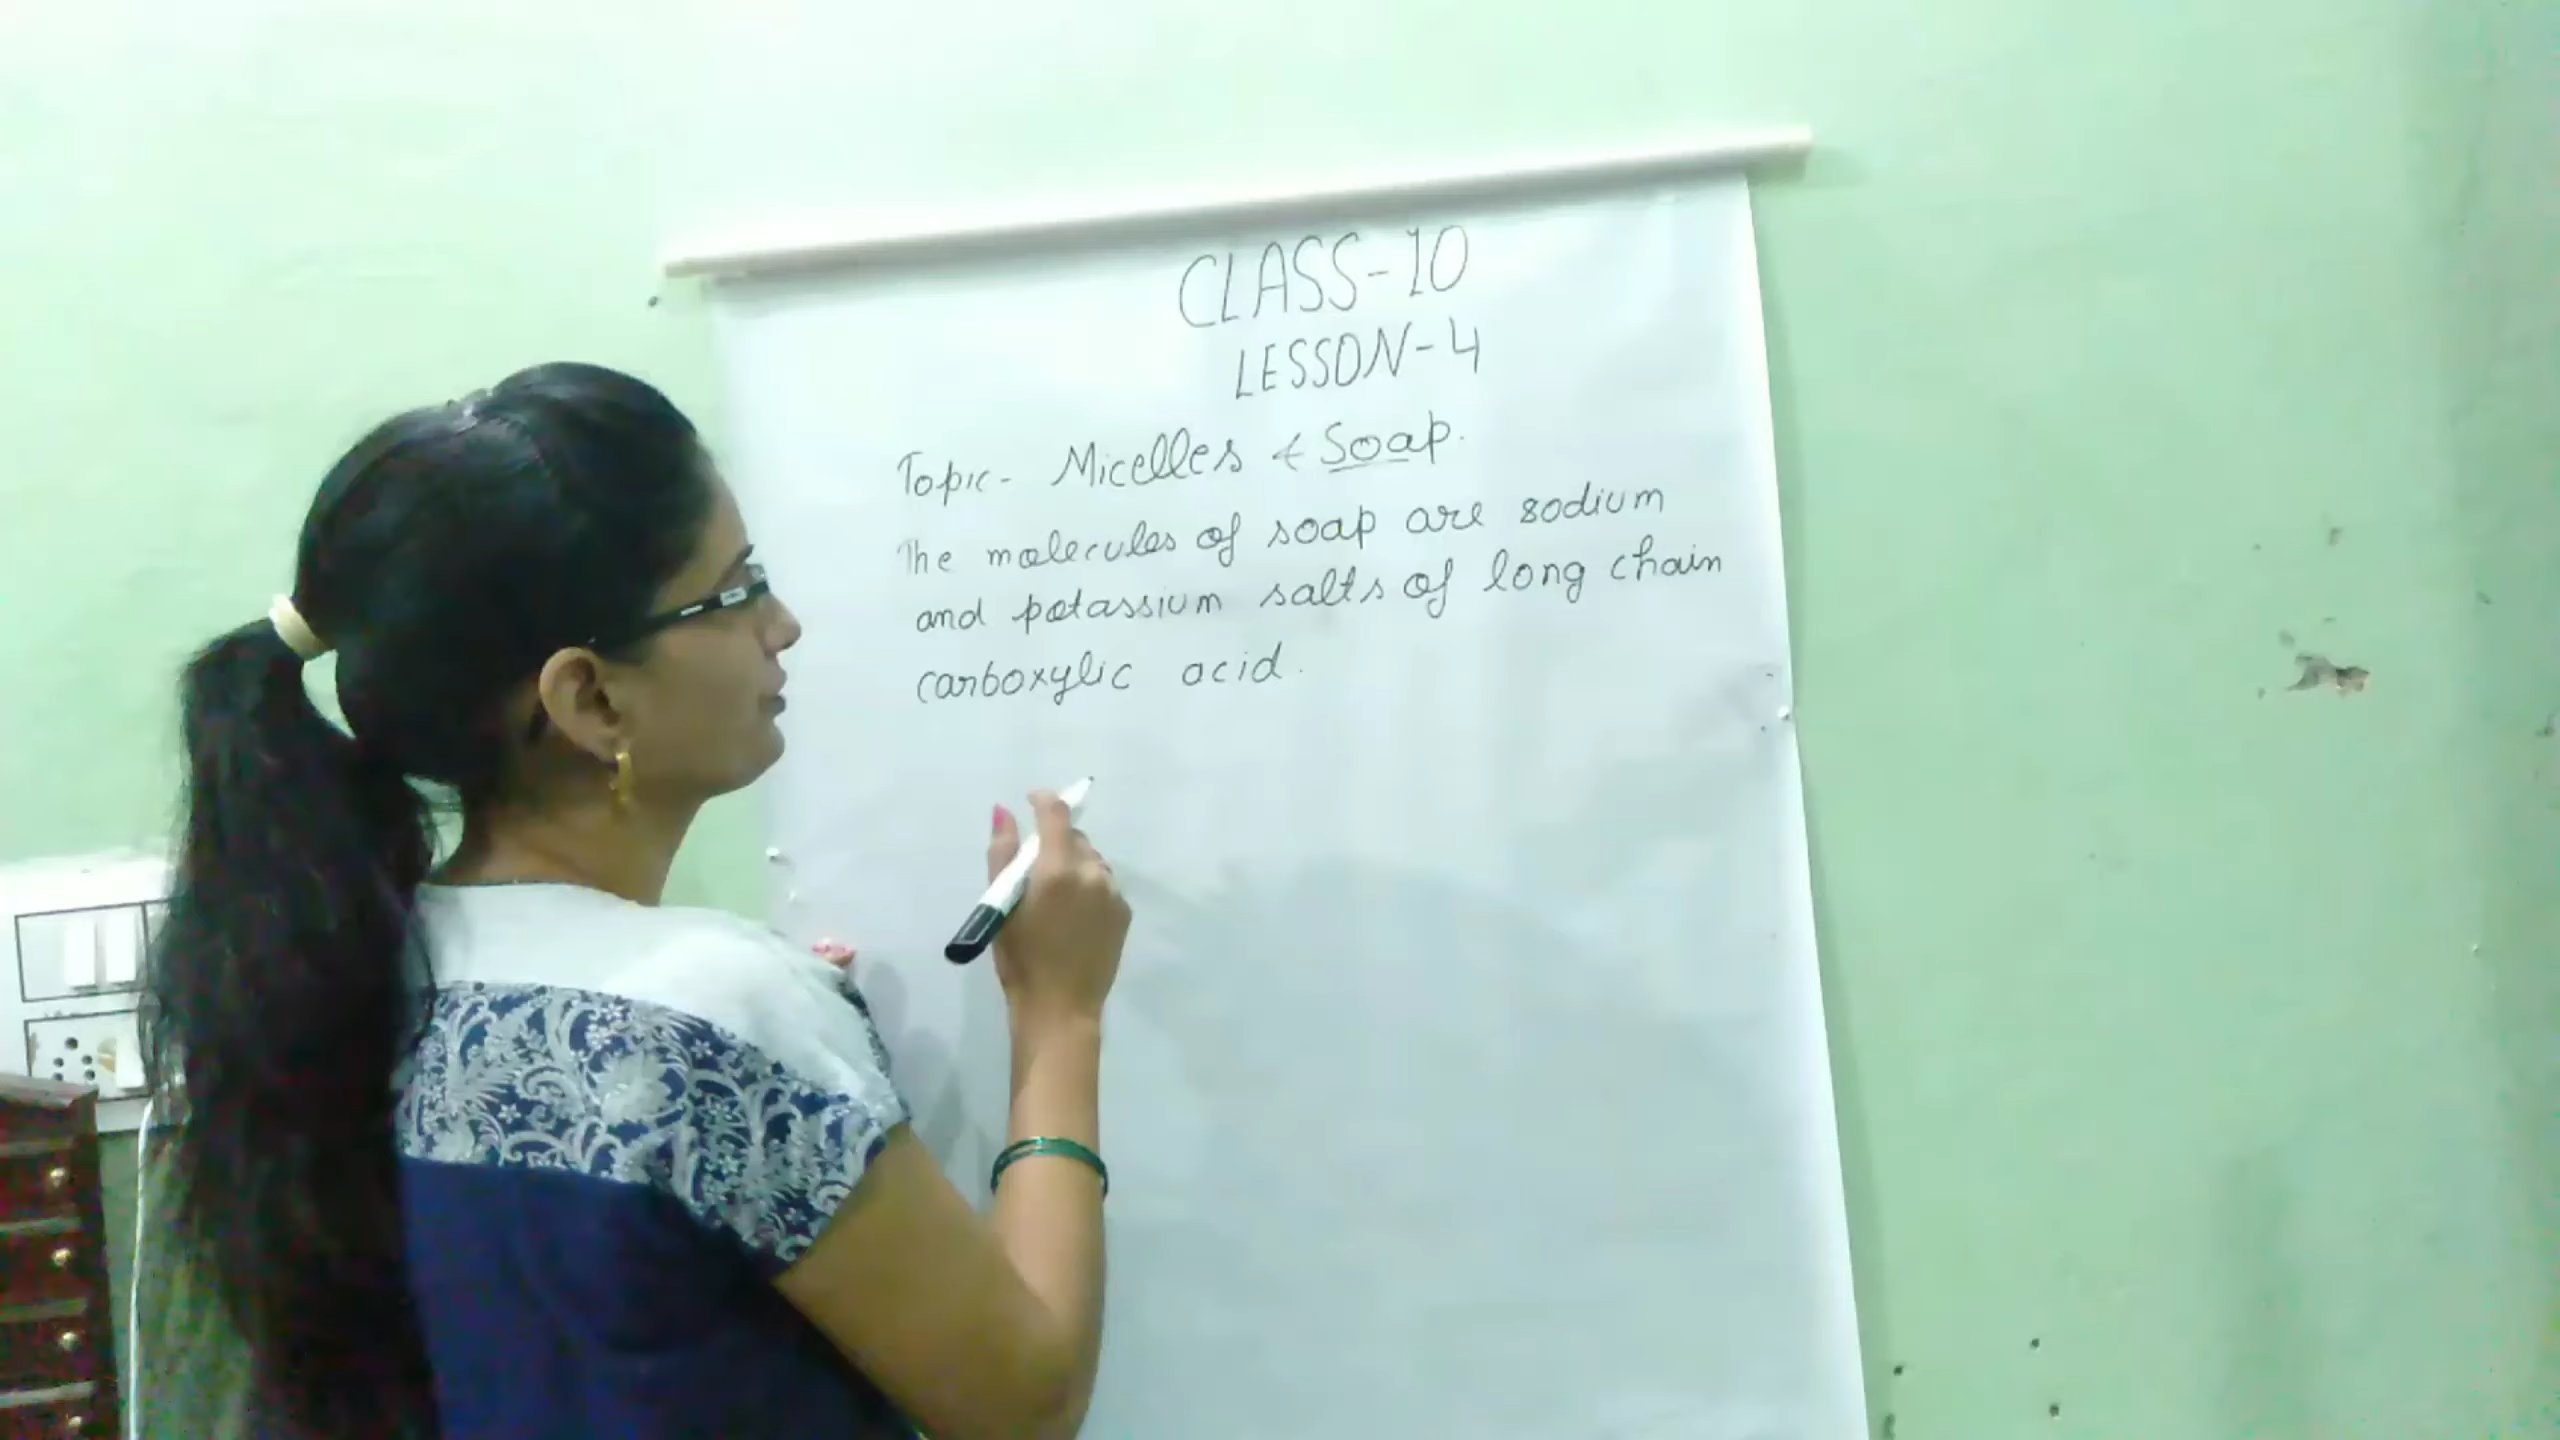 CLASS-10
LESSON-4
Topic- Micelles & Soap.
The molecules of soap are sodium
and potassium salts of long chain
carboxylic acid.